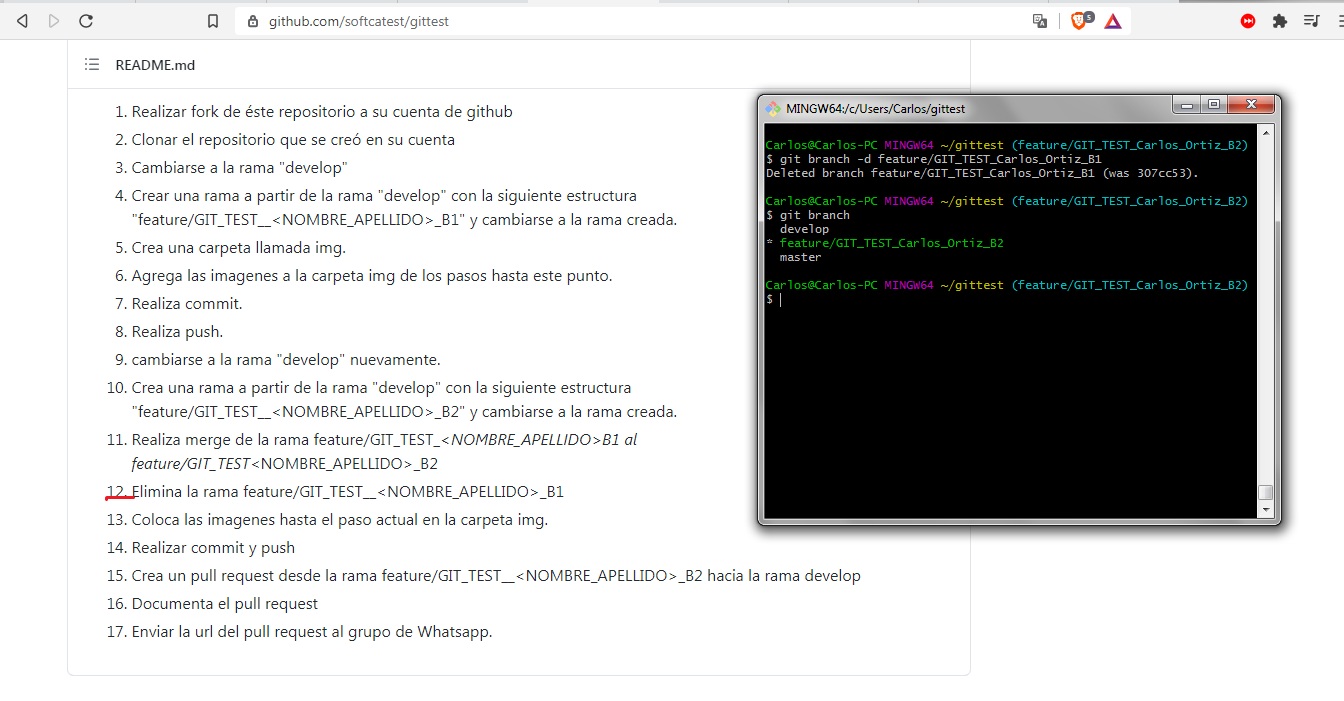 github.com/softcatest/gittest
5
README.md
1. Realizar fork de éste repositorio a su cuenta de github
2. Clonar el repositorio que se creó en su cuenta
3. Cambiarse a la rama "develop"
4. Crear una rama a partir de la rama "develop" con la siguiente estructura
"feature/GIT_TEST__<NOMBRE_APELLIDO>_B1" y cambiarse a la rama creada.
5. Crea una carpeta llamada img.
6. Agrega las imagenes a la carpeta img de los pasos hasta este punto.
7. Realiza commit.
8. Realiza push.
9. cambiarse a la rama "develop" nuevamente.
10. Crea una rama a partir de la rama "develop" con la siguiente estructura
"feature/GIT_TEST__<NOMBRE_APELLIDO>_B2" y cambiarse a la rama creada.
11. Realiza merge de la rama feature/GIT_TEST_<NOMBRE_APELLIDO>B1 al
feature/GIT_TEST<NOMBRE_APELLIDO>_B2
12. Elimina la rama feature/GIT_TEST__<NOMBRE_APELLIDO>_B1
13. Coloca las imagenes hasta el paso actual en la carpeta img.
14. Realizar commit y push
15. Crea un pull request desde la rama feature/GIT_TEST__<NOMBRE_APELLIDO>_B2 hacia la rama develop
16. Documenta el pull request
17. Enviar la url del pull request al grupo de Whatsapp.
MINGW64:/c/Users/Carlos/gittest
Carlos@Carlos-PC MINGW64 ~/gittest (feature/GIT_TEST_Carlos_Ortiz_B2)
$ git branch -d feature/GIT_TEST_Carlos_Ortiz_B1
Deleted branch feature/GIT_TEST_Carlos_Ortiz_B1 (was 307cc53).
Carlos@Carlos-PC MINGW64 ~/gittest (feature/GIT_TEST_Carlos_Ortiz_B2)
$ git branch
develop
* feature/GIT_TEST_Carlos_Ortiz_B2
master
Carlos@Carlos-PC MINGW64 ~/gittest (feature/GIT_TEST_Carlos_Ortiz_B2)
$